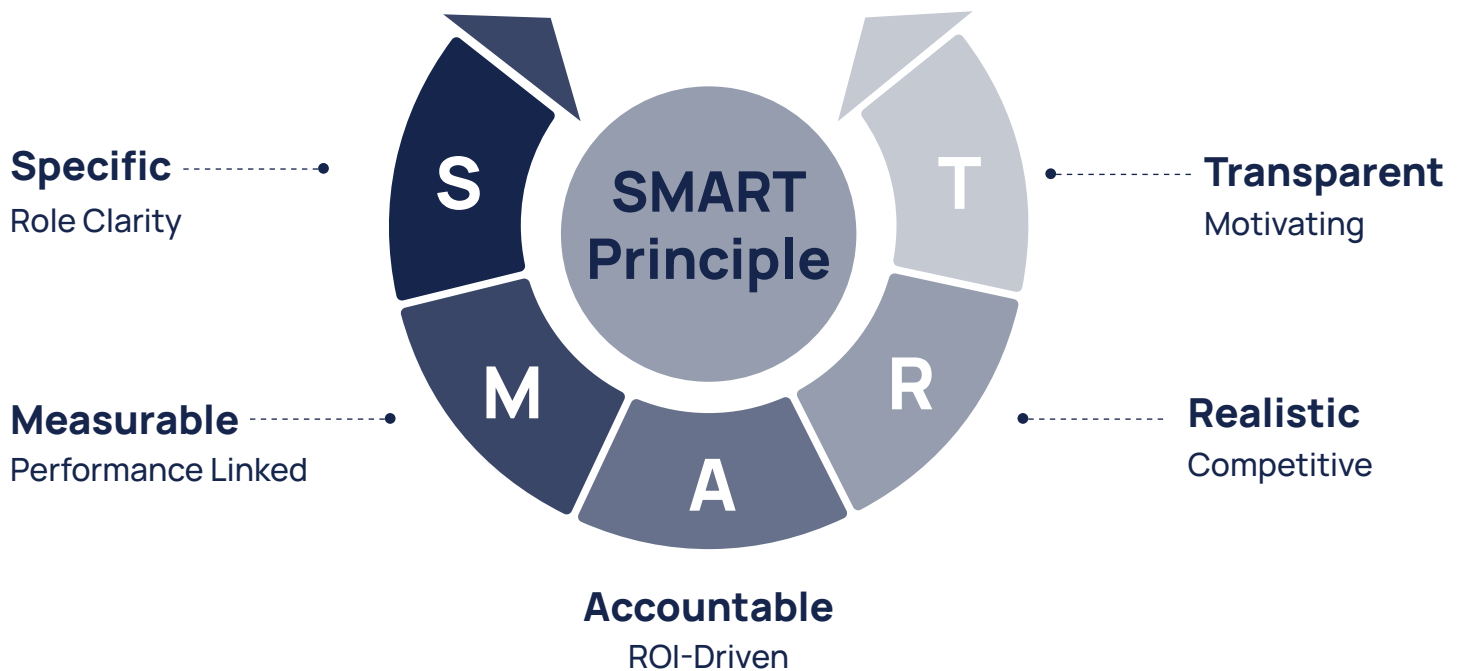 SMART
Principle
S
Specific
Role Clarity
M
Measurable
Performance Linked
A
Accountable
ROI-Driven
R
Realistic
Competitive
T
Transparent
Motivating